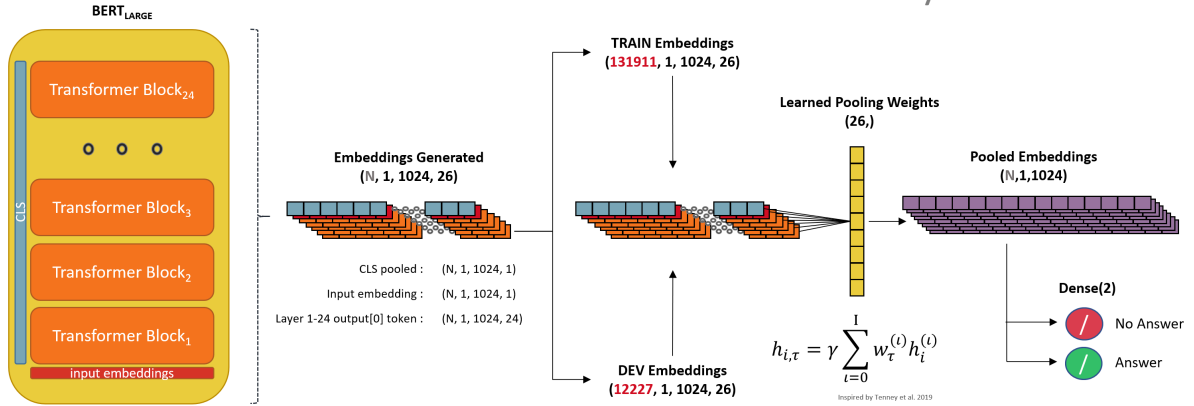 BERT_LARGE
Transformer Block_24
CLS
Transformer Block_3
Transformer Block_2
Transformer Block_1
input embeddings
Embeddings Generated
(N, 1, 1024, 26)
CLS pooled : (N, 1, 1024, 1)
Input embedding : (N, 1, 1024, 1)
Layer 1-24 output[0] token : (N, 1, 1024, 24)
TRAIN Embeddings
(131911, 1, 1024, 26)
DEV Embeddings
(12227, 1, 1024, 26)
Learned Pooling Weights
(26,)
h_{i,τ} = γ ∑_{ι=0}^{I} w_τ^{(ι)} h_i^{(ι)}
Inspired by Tenney et al. 2019
Pooled Embeddings
(N,1,1024)
Dense(2)
/ No Answer
/ Answer